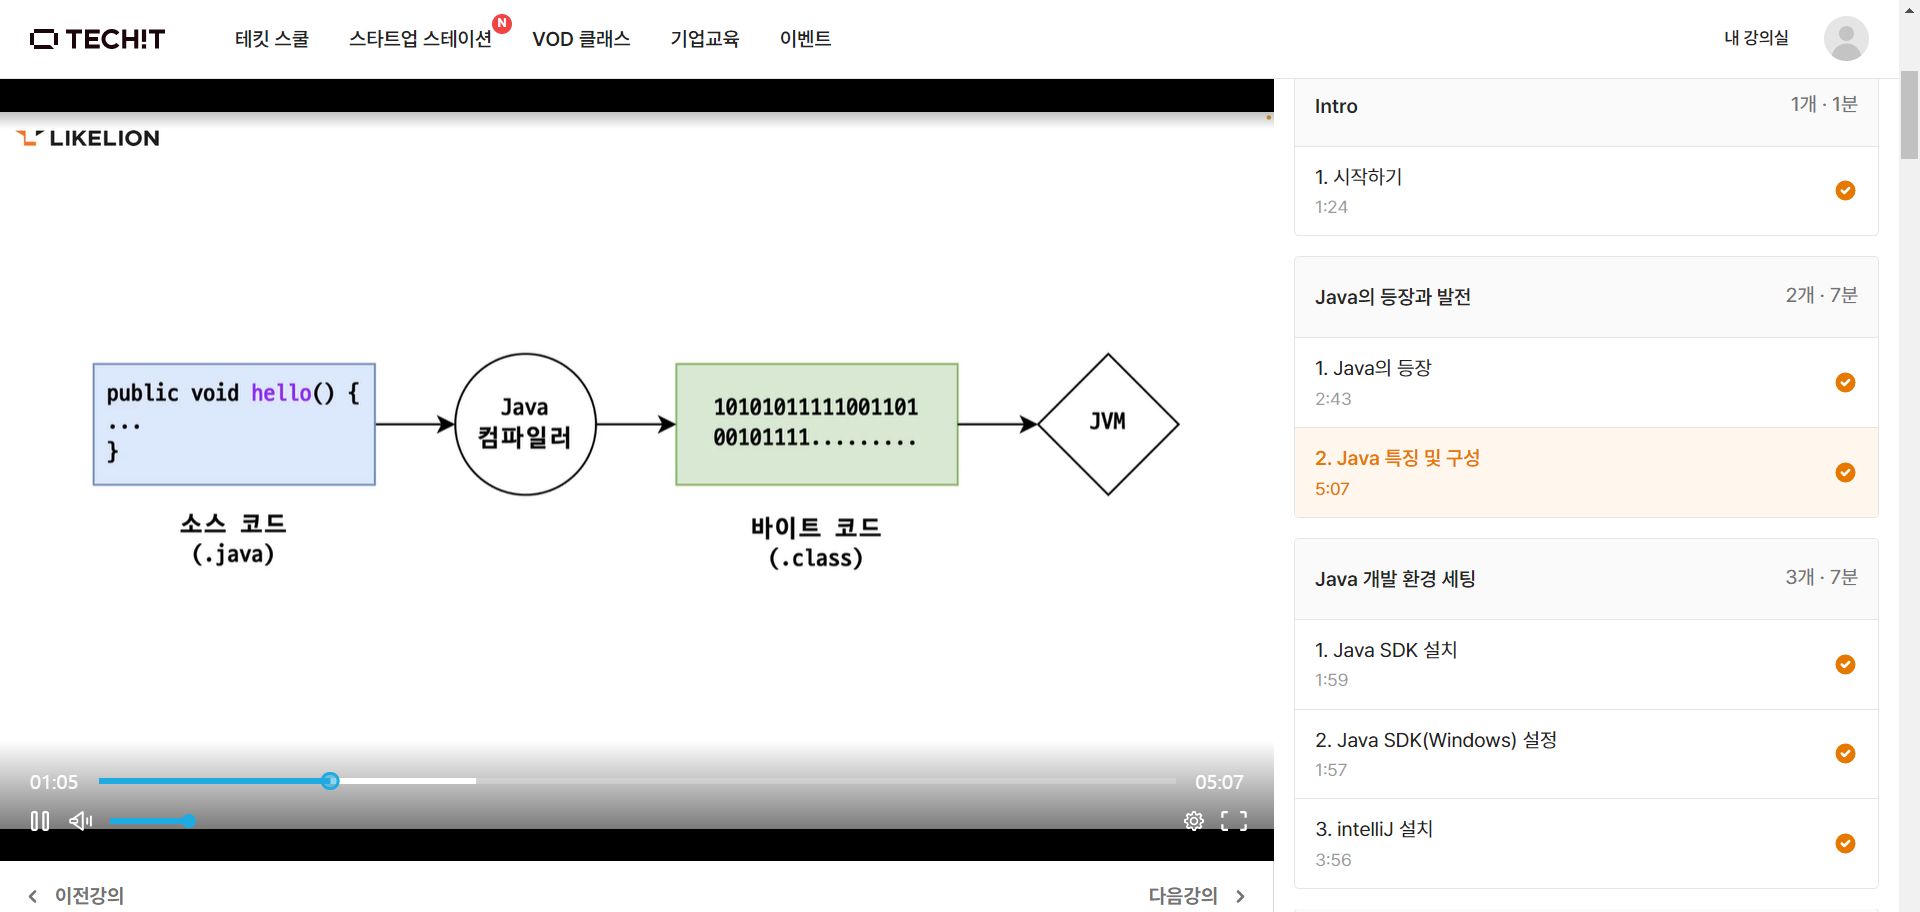 TECH!T
테킷 스쿨
스타트업 스테이션
N
VOD 클래스
기업교육
이벤트
내 강의실
LIKELION
public void hello() {
...
}
소스 코드
(.java)
Java
컴파일러
10101011111001101
00101111.........
바이트 코드
(.class)
JVM
01:05
05:07
이전강의
다음강의
Intro
1개 · 1분
1. 시작하기
1:24
Java의 등장과 발전
2개 · 7분
1. Java의 등장
2:43
2. Java 특징 및 구성
5:07
Java 개발 환경 세팅
3개 · 7분
1. Java SDK 설치
1:59
2. Java SDK(Windows) 설정
1:57
3. intelliJ 설치
3:56